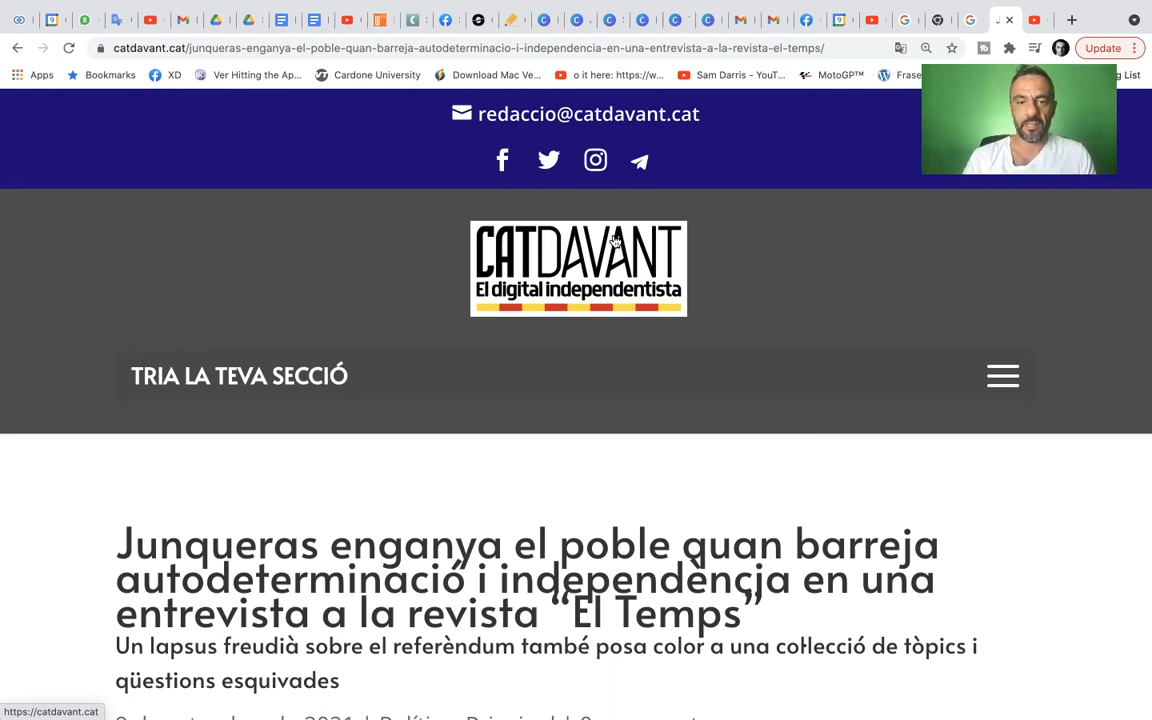 catdavant.cat/junqueras-enganya-el-poble-quan-barreja-autodeterminacio-i-independencia-en-una-entrevista-a-la-revista-el-temps/
Update
Apps
Bookmarks
XD
Ver Hitting the Ap...
Cardone University
Download Mac Ve...
o it here: https://w...
Sam Darris - YouT...
MotoGP™
redaccio@catdavant.cat
CATDAVANT
El digital independentista
TRIA LA TEVA SECCIÓ
Junqueras enganya el poble quan barreja
autodeterminació i independència en una
entrevista a la revista “El Temps”
Un lapsus freudià sobre el referèndum també posa color a una col·lecció de tòpics i
qüestions esquivades
https://catdavant.cat